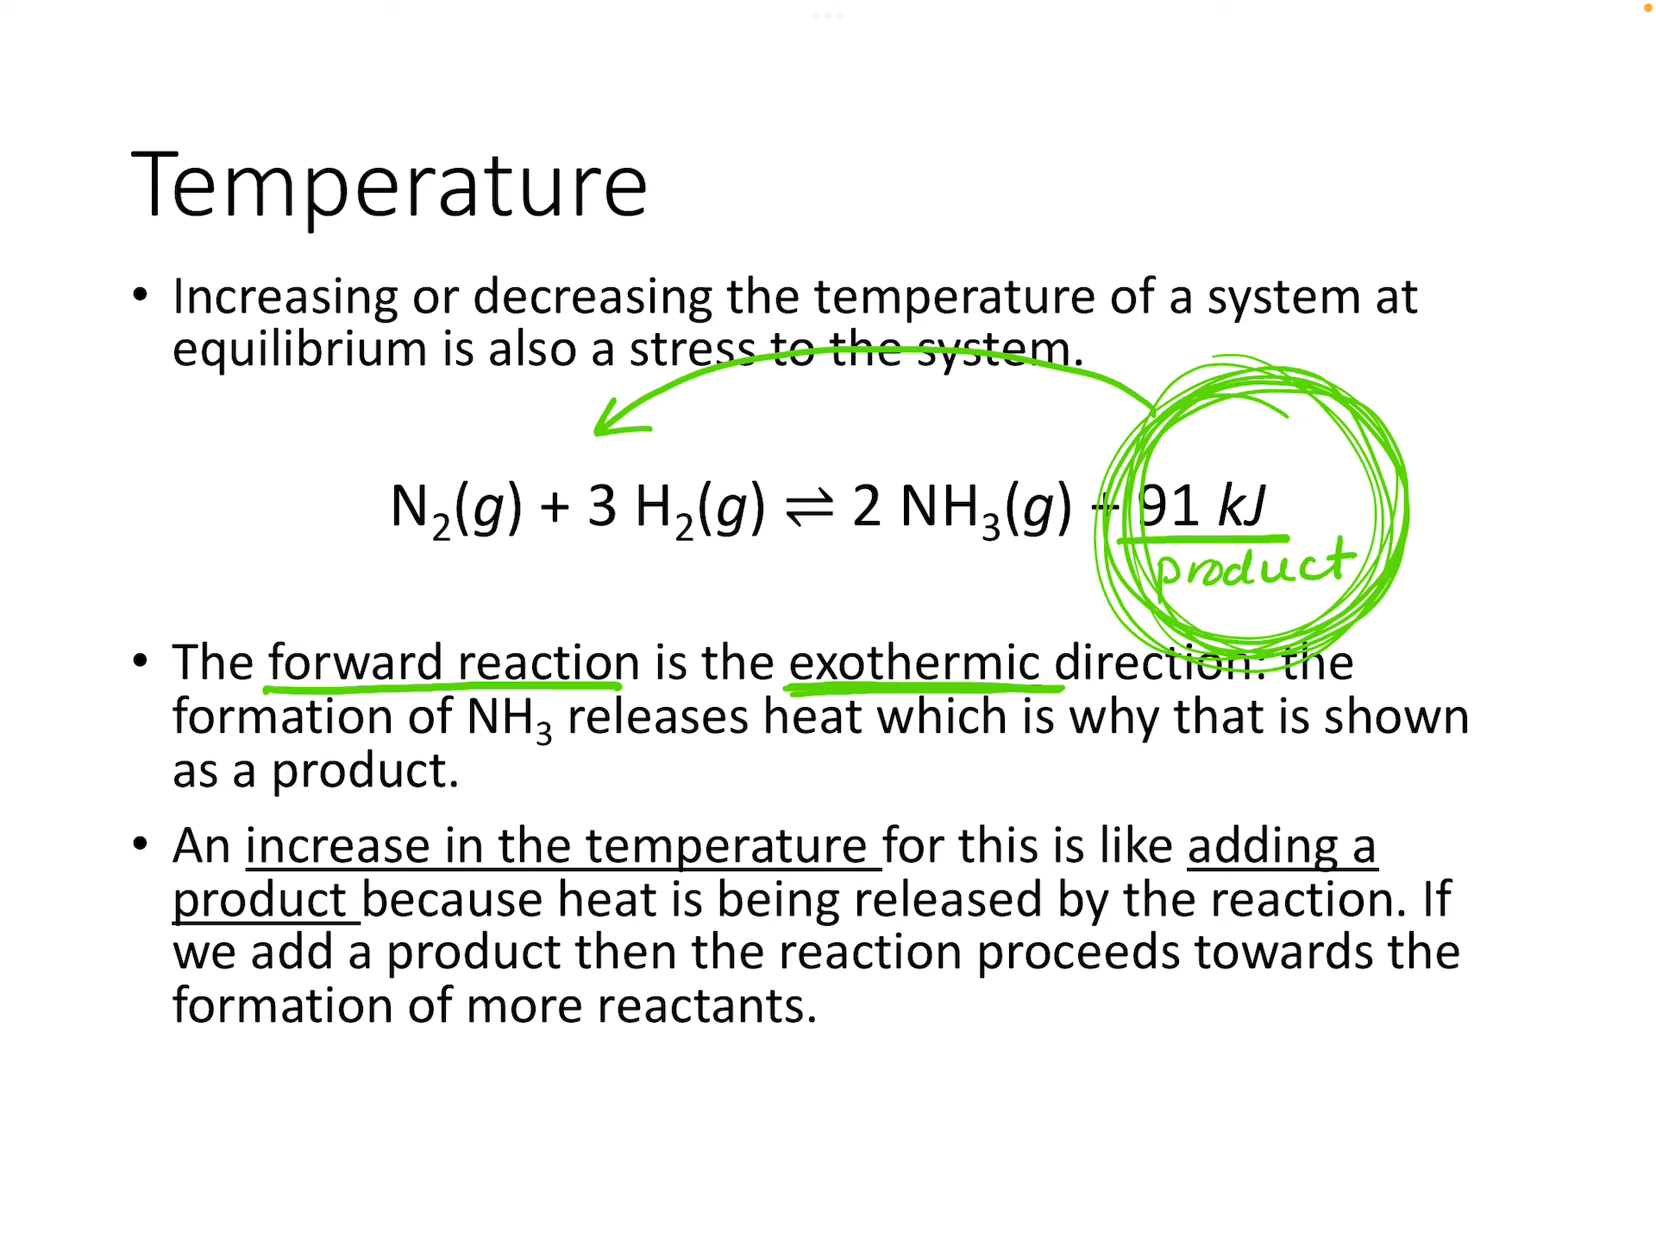 Temperature
• Increasing or decreasing the temperature of a system at
equilibrium is also a stress to the system.
N₂(g) + 3 H₂(g) ⇌ 2 NH₃(g) + 91 kJ
product
• The forward reaction is the exothermic direction: the
formation of NH₃ releases heat which is why that is shown
as a product.
• An increase in the temperature for this is like adding a
product because heat is being released by the reaction. If
we add a product then the reaction proceeds towards the
formation of more reactants.